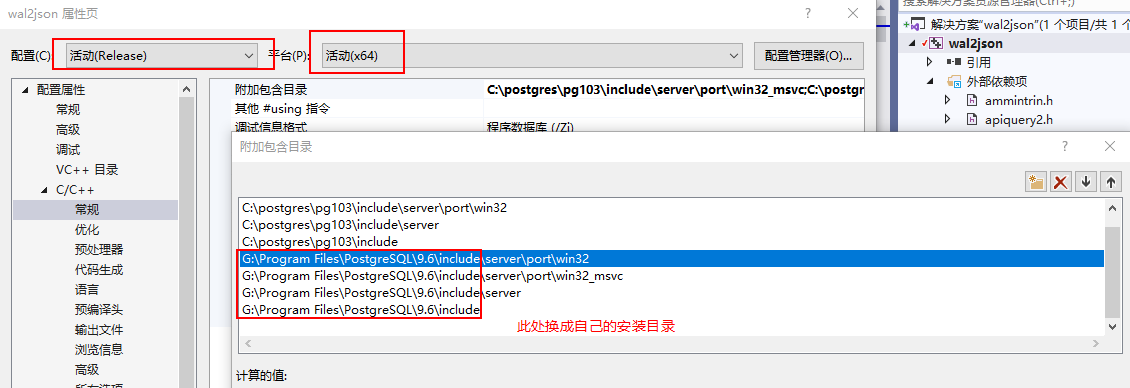 wal2json 属性页
搜索解决方案资源管理器(Ctrl+;)
配置(C):
活动(Release)
平台(P):
活动(x64)
配置管理器(O)...
解决方案"wal2json"(1 个项目/共 1 个
wal2json
引用
外部依赖项
ammintrin.h
apiquery2.h
配置属性
常规
高级
调试
VC++ 目录
C/C++
常规
优化
预处理器
代码生成
语言
预编译头
输出文件
浏览信息
高级
所有选项
附加包含目录
C:\postgres\pg103\include\server\port\win32_msvc;C:\postgr
其他 #using 指令
调试信息格式
程序数据库 (/Zi)
附加包含目录
C:\postgres\pg103\include\server\port\win32
C:\postgres\pg103\include\server
C:\postgres\pg103\include
G:\Program Files\PostgreSQL\9.6\include\server\port\win32
G:\Program Files\PostgreSQL\9.6\include\server\port\win32_msvc
G:\Program Files\PostgreSQL\9.6\include\server
G:\Program Files\PostgreSQL\9.6\include
此处换成自己的安装目录
计算的值: